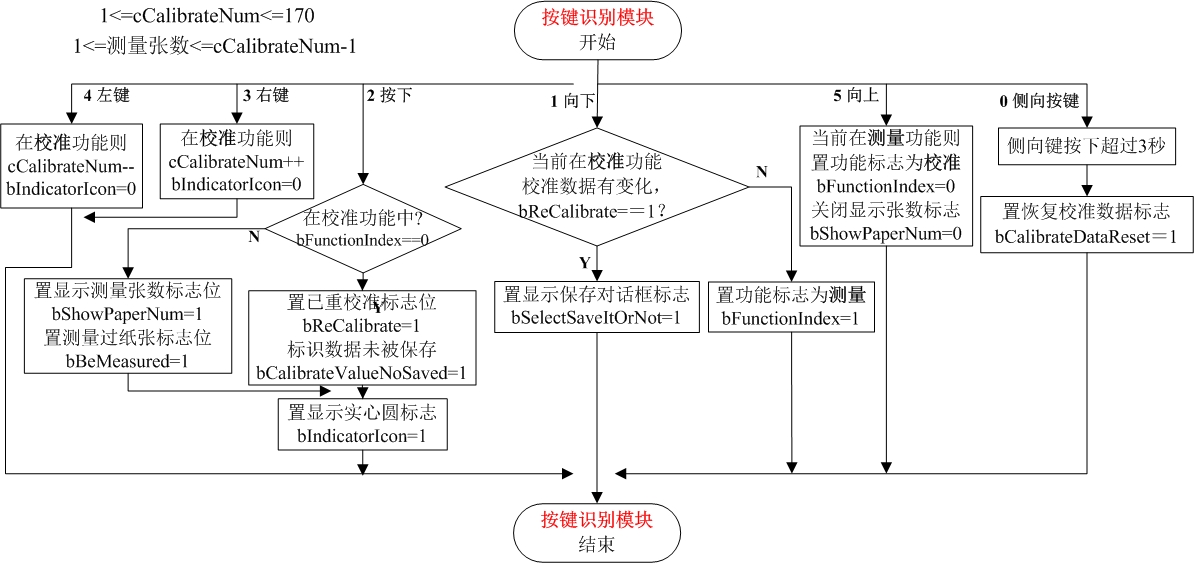 1<=cCalibrateNum<=170
1<=测量张数<=cCalibrateNum-1
按键识别模块
开始
4 左键
3 右键
2 按下
1 向下
5 向上
0 侧向按键
在校准功能则
cCalibrateNum--
bIndicatorIcon=0
在校准功能则
cCalibrateNum++
bIndicatorIcon=0
在校准功能中?
bFunctionIndex==0
N
Y
置显示测量张数标志位
bShowPaperNum=1
置测量过纸张标志位
bBeMeasured=1
置已重校准标志位
bReCalibrate=1
标识数据未被保存
bCalibrateValueNoSaved=1
置显示实心圆标志
bIndicatorIcon=1
当前在校准功能
校准数据有变化，
bReCalibrate==1？
N
Y
置显示保存对话框标志
bSelectSaveItOrNot=1
置功能标志为测量
bFunctionIndex=1
当前在测量功能则
置功能标志为校准
bFunctionIndex=0
关闭显示张数标志
bShowPaperNum=0
侧向键按下超过3秒
置恢复校准数据标志
bCalibrateDataReset＝1
按键识别模块
结束